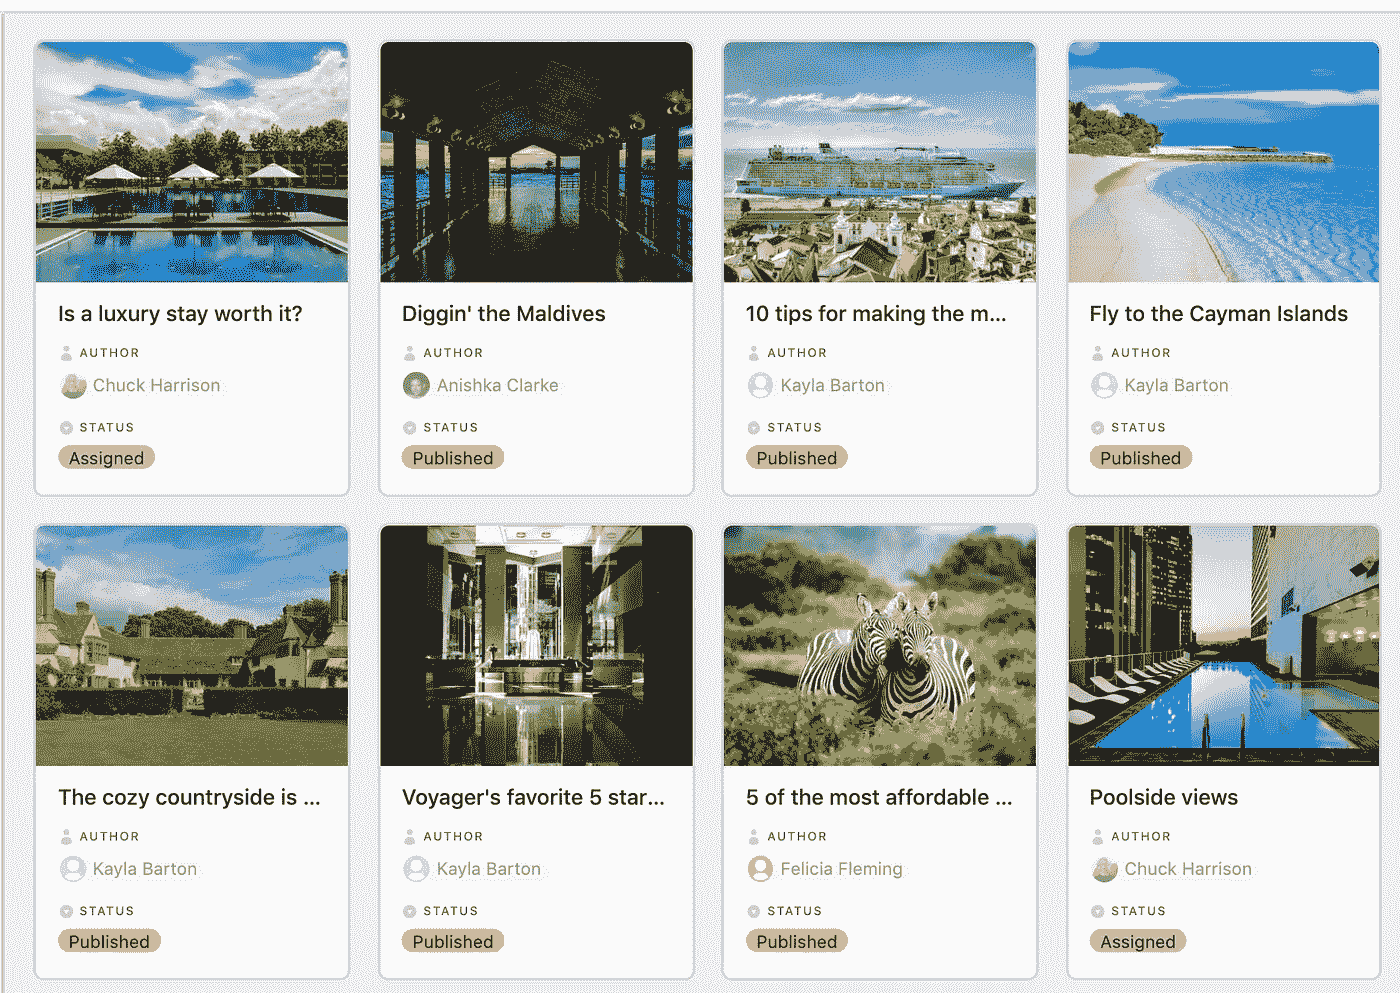 Is a luxury stay worth it?
AUTHOR
Chuck Harrison
STATUS
Assigned
Diggin' the Maldives
AUTHOR
Anishka Clarke
STATUS
Published
10 tips for making the m...
AUTHOR
Kayla Barton
STATUS
Published
Fly to the Cayman Islands
AUTHOR
Kayla Barton
STATUS
Published
The cozy countryside is ...
AUTHOR
Kayla Barton
STATUS
Published
Voyager's favorite 5 star...
AUTHOR
Kayla Barton
STATUS
Published
5 of the most affordable ...
AUTHOR
Felicia Fleming
STATUS
Published
Poolside views
AUTHOR
Chuck Harrison
STATUS
Assigned